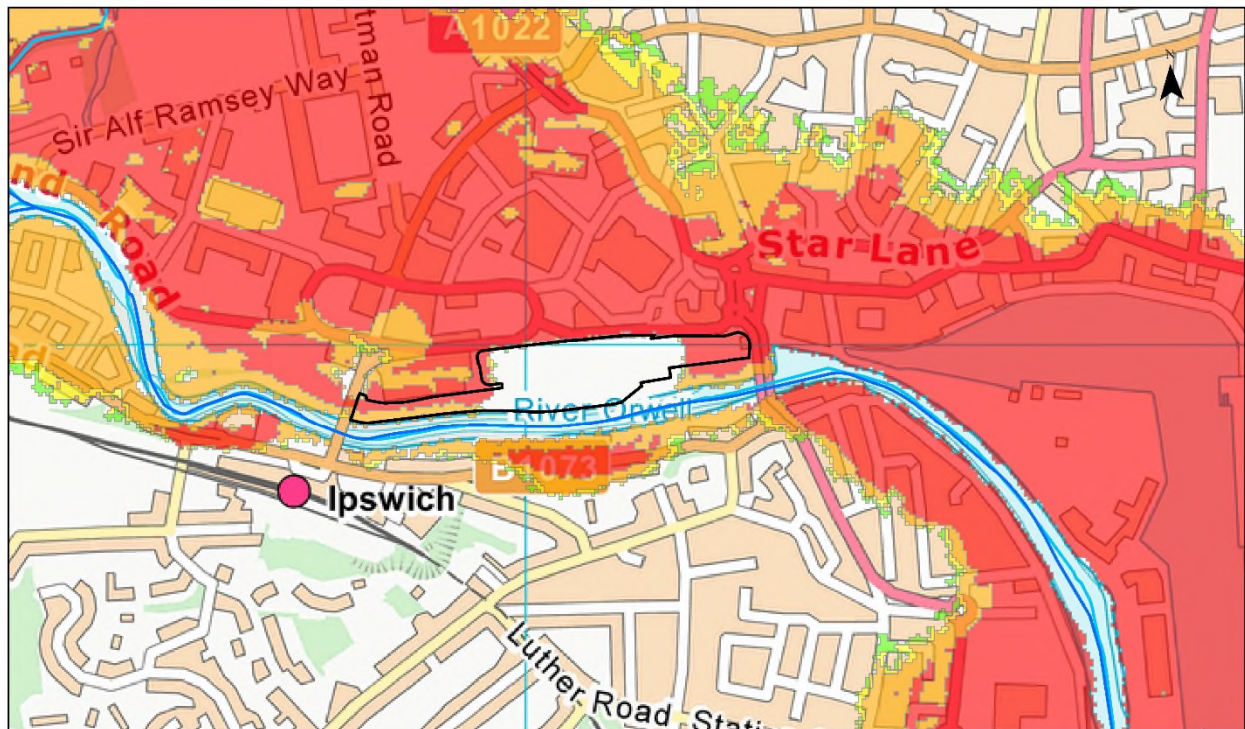 A1022
tman Road
Sir Alf Ramsey Way
N
nd Road
Star Lane
River Orwell
B1073
Ipswich
Luther Road